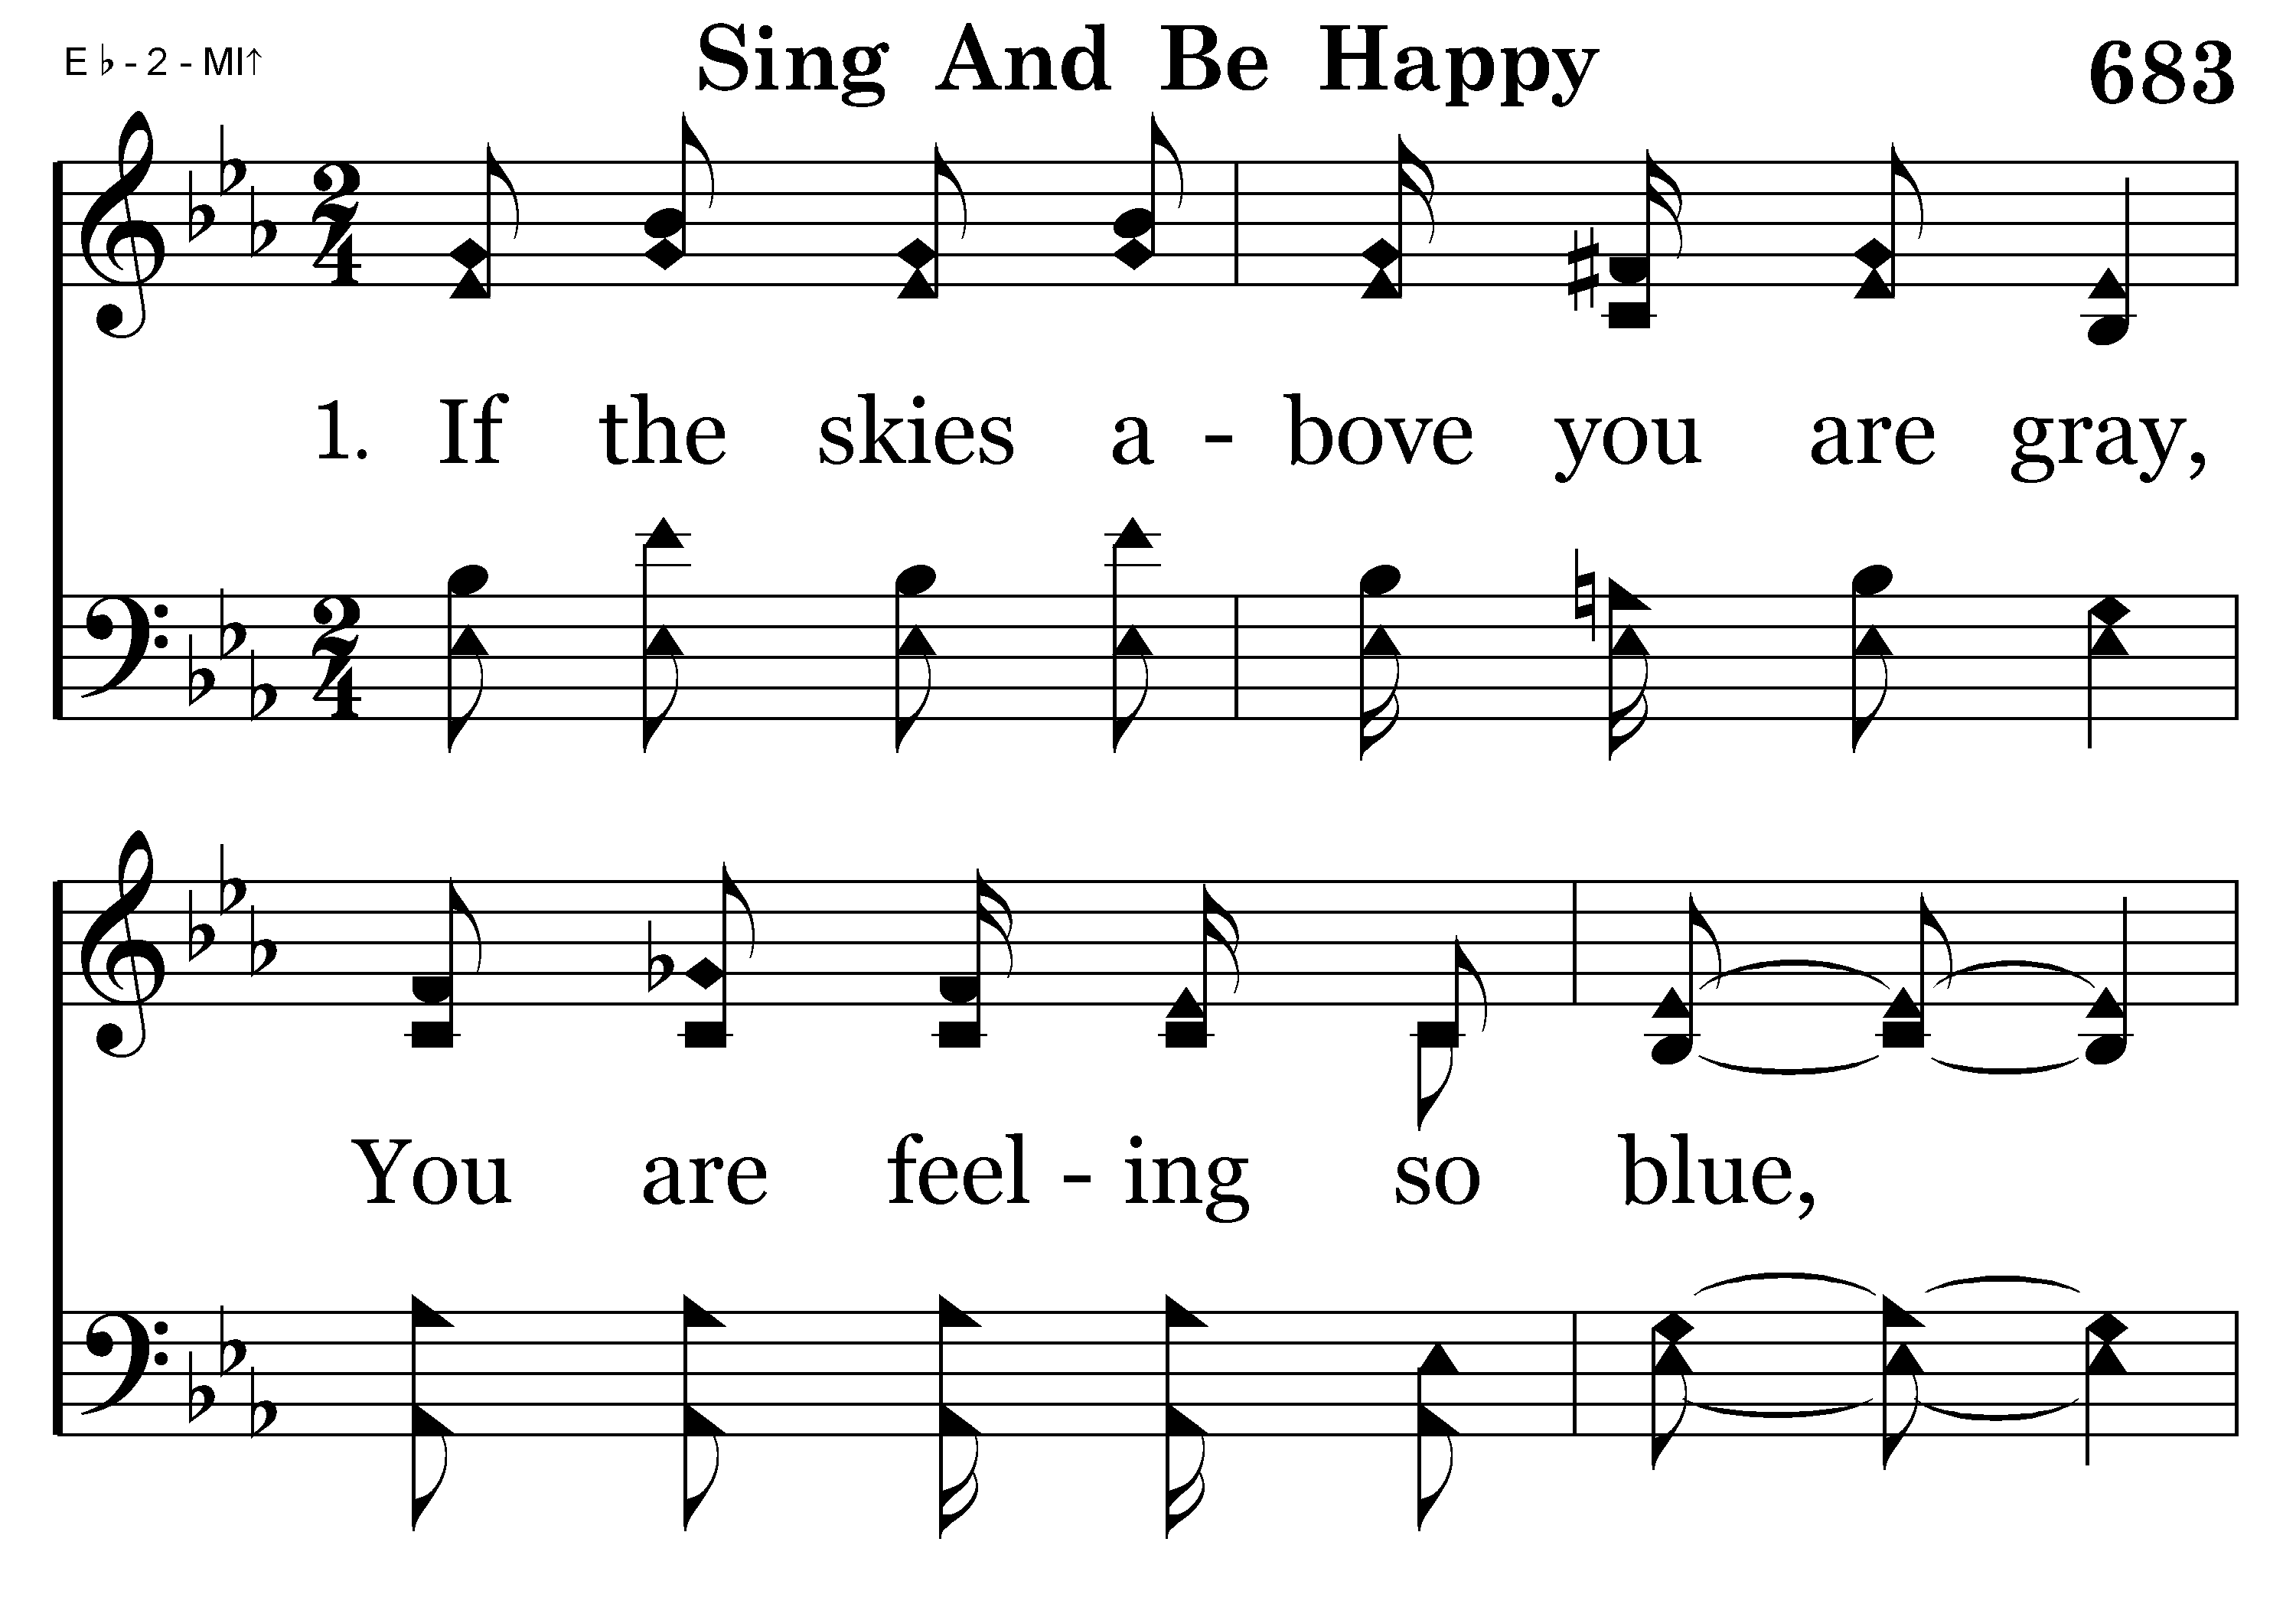 E ♭ - 2 - MI↑ Sing And Be Happy 683
1. If the skies a - bove you are gray,
You are feel - ing so blue,